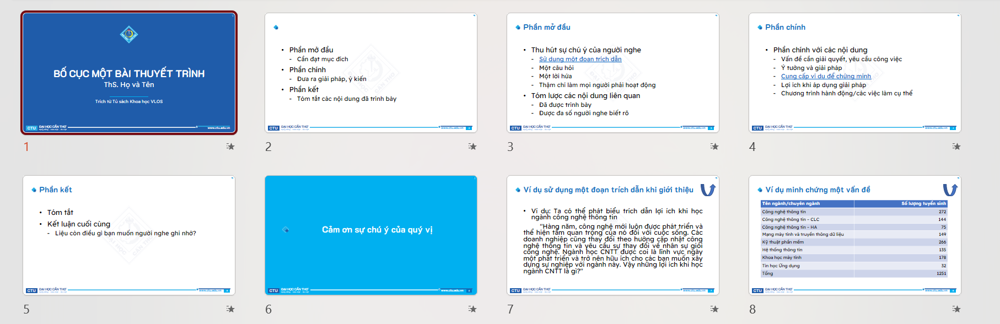 BỐ CỤC MỘT BÀI THUYẾT TRÌNH
ThS. Họ và Tên
Trích từ Tủ sách Khoa học VLOS
CTU
ĐẠI HỌC CẦN THƠ
www.ctu.edu.vn
1
Phần mở đầu
- Cần đạt mục đích
Phần chính
- Đưa ra giải pháp, ý kiến
Phần kết
- Tóm tắt các nội dung đã trình bày
CTU
ĐẠI HỌC CẦN THƠ
www.ctu.edu.vn
2
2
Phần mở đầu
Thu hút sự chú ý của người nghe
- Sử dụng một đoạn trích dẫn
- Một câu hỏi
- Một lời hứa
- Thậm chí làm mọi người phải hoạt động
Tóm lược các nội dung liên quan
- Đã được trình bày
- Được đa số người nghe biết rõ
CTU
ĐẠI HỌC CẦN THƠ
www.ctu.edu.vn
3
3
Phần chính
Phần chính với các nội dung
- Vấn đề cần giải quyết, yêu cầu công việc
- Ý tưởng và giải pháp
- Cung cấp ví dụ để chứng minh
- Lợi ích khi áp dụng giải pháp
- Chương trình hành động/các việc làm cụ thể
CTU
ĐẠI HỌC CẦN THƠ
www.ctu.edu.vn
4
4
Phần kết
Tóm tắt
Kết luận cuối cùng
- Liệu còn điều gì bạn muốn người nghe ghi nhớ?
CTU
ĐẠI HỌC CẦN THƠ
www.ctu.edu.vn
5
5
Cảm ơn sự chú ý của quý vị
CTU
ĐẠI HỌC CẦN THƠ
www.ctu.edu.vn
6
6
Ví dụ sử dụng một đoạn trích dẫn khi giới thiệu
Ví dụ: Ta có thể phát biểu trích dẫn lợi ích khi học
ngành công nghệ thông tin
"Hàng năm, công nghệ mới luôn được phát triển và
thể hiện tầm quan trọng của nó đối với cuộc sống. Các
doanh nghiệp cũng thay đổi theo hướng cập nhật công
nghệ thông tin và yêu cầu sự thay đổi về nhân sự giỏi
công nghệ. Ngành học CNTT được coi là lĩnh vực ngày
một phát triển và trở nên hữu ích cho các bạn muốn xây
dựng sự nghiệp với ngành này. Vậy những lợi ích khi học
ngành CNTT là gì?"
CTU
ĐẠI HỌC CẦN THƠ
www.ctu.edu.vn
7
7
Ví dụ minh chứng một vấn đề
Tên ngành/chuyên ngành Số lượng tuyển sinh
Công nghệ thông tin 272
Công nghệ thông tin – CLC 144
Công nghệ thông tin – HA 75
Mạng máy tính và truyền thông dữ liệu 149
Kỹ thuật phần mềm 266
Hệ thống thông tin 135
Khoa học máy tính 178
Tin học Ứng dụng 32
Tổng 1251
CTU
ĐẠI HỌC CẦN THƠ
www.ctu.edu.vn
8
8